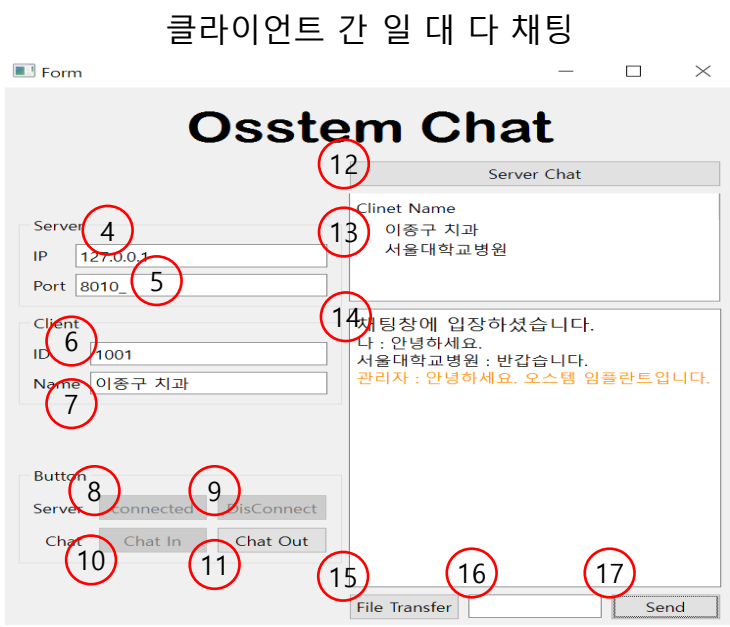 클라이언트 간 일 대 다 채팅
Form
Osstem Chat
12
Server Chat
Clinet Name
13
이종구 치과
서울대학교병원
Server
4
IP
127.0.0.1
5
Port
8010_
14
채팅창에 입장하셨습니다.
나 : 안녕하세요.
서울대학교병원 : 반갑습니다.
관리자 : 안녕하세요. 오스템 임플란트입니다.
Client
6
ID
1001
Name
이종구 치과
7
Button
8
9
Server
connected
DisConnect
Chat
Chat In
Chat Out
10
11
15
16
17
File Transfer
Send